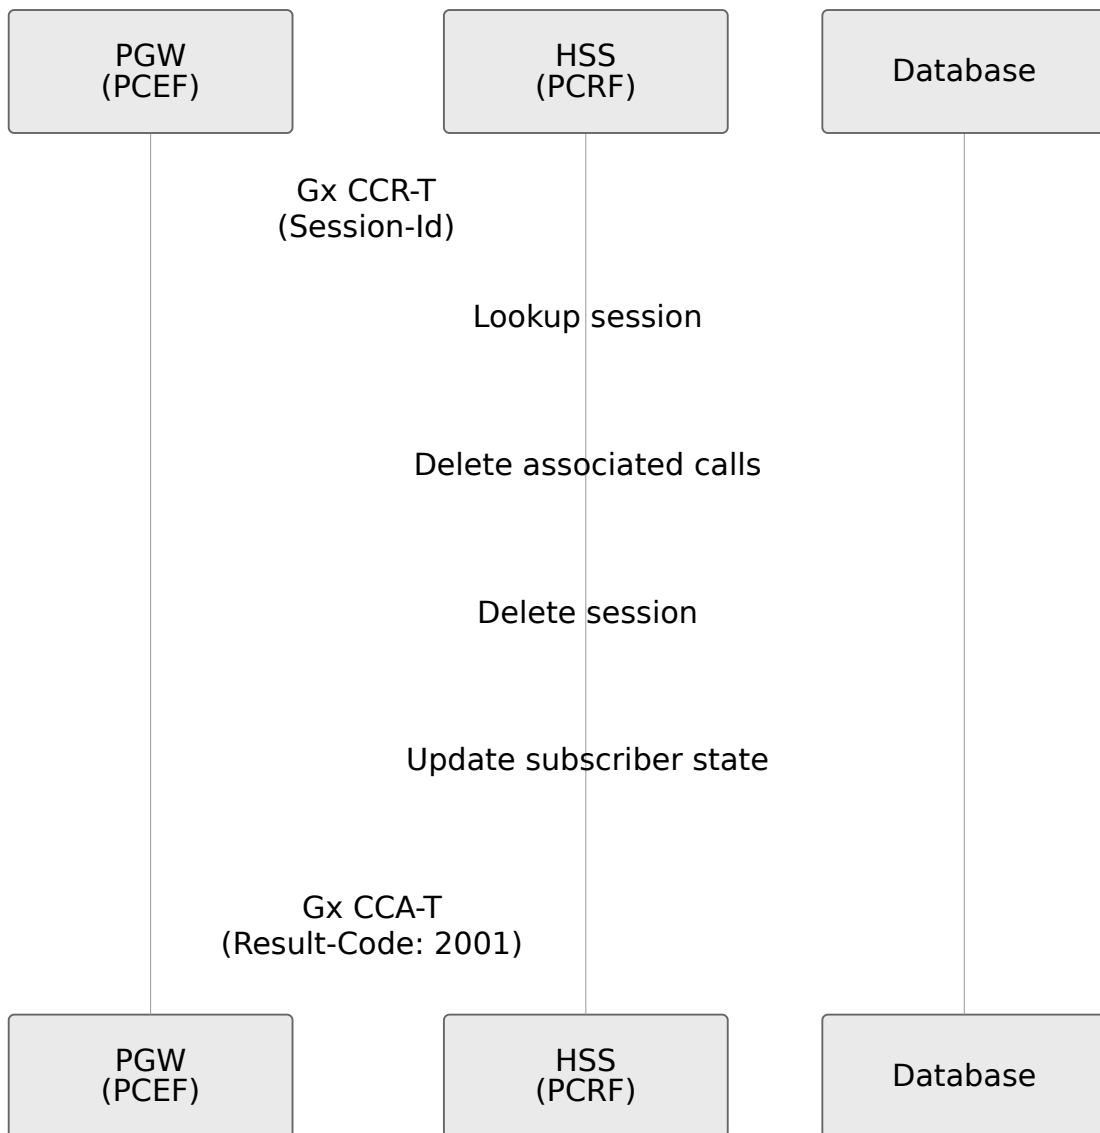 PGW
(PCEF)
HSS
(PCRF)
Database
Gx CCR-T
(Session-Id)
Lookup session
Delete associated calls
Delete session
Update subscriber state
Gx CCA-T
(Result-Code: 2001)
PGW
(PCEF)
HSS
(PCRF)
Database